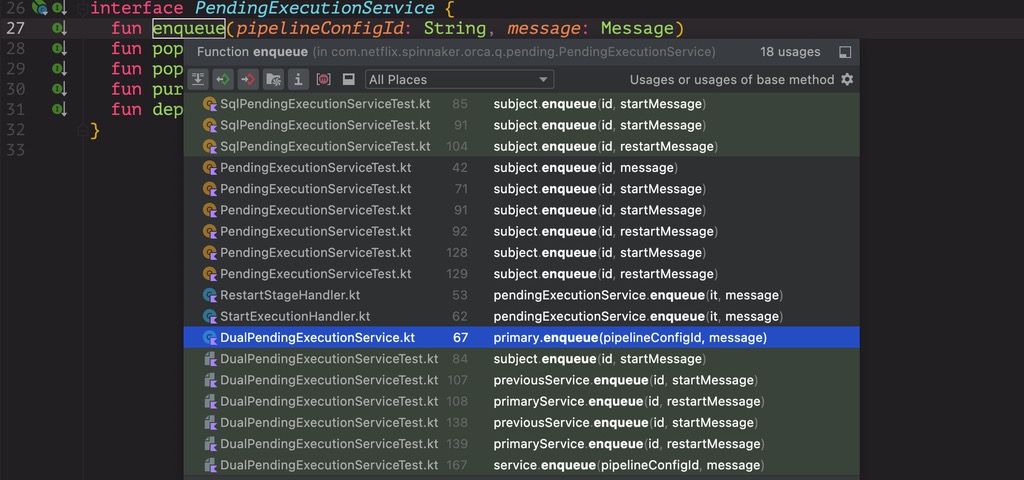 26 interface PendingExecutionService {
27 fun enqueue(pipelineConfigId: String, message: Message)
Function enqueue (in com.netflix.spinnaker.orca.q.pending.PendingExecutionService) 18 usages
28 fun pop
29 fun pop
30 fun pur
31 fun dep
32 }
33
All Places Usages or usages of base method
SqlPendingExecutionServiceTest.kt 85 subject.enqueue(id, startMessage)
SqlPendingExecutionServiceTest.kt 91 subject.enqueue(id, startMessage)
SqlPendingExecutionServiceTest.kt 104 subject.enqueue(id, restartMessage)
PendingExecutionServiceTest.kt 42 subject.enqueue(id, message)
PendingExecutionServiceTest.kt 71 subject.enqueue(id, startMessage)
PendingExecutionServiceTest.kt 91 subject.enqueue(id, startMessage)
PendingExecutionServiceTest.kt 92 subject.enqueue(id, restartMessage)
PendingExecutionServiceTest.kt 128 subject.enqueue(id, startMessage)
PendingExecutionServiceTest.kt 129 subject.enqueue(id, restartMessage)
RestartStageHandler.kt 53 pendingExecutionService.enqueue(it, message)
StartExecutionHandler.kt 62 pendingExecutionService.enqueue(it, message)
DualPendingExecutionService.kt 67 primary.enqueue(pipelineConfigId, message)
DualPendingExecutionServiceTest.kt 84 subject.enqueue(id, startMessage)
DualPendingExecutionServiceTest.kt 107 previousService.enqueue(id, startMessage)
DualPendingExecutionServiceTest.kt 108 primaryService.enqueue(id, restartMessage)
DualPendingExecutionServiceTest.kt 138 previousService.enqueue(id, startMessage)
DualPendingExecutionServiceTest.kt 139 primaryService.enqueue(id, restartMessage)
DualPendingExecutionServiceTest.kt 167 service.enqueue(pipelineConfigId, message)